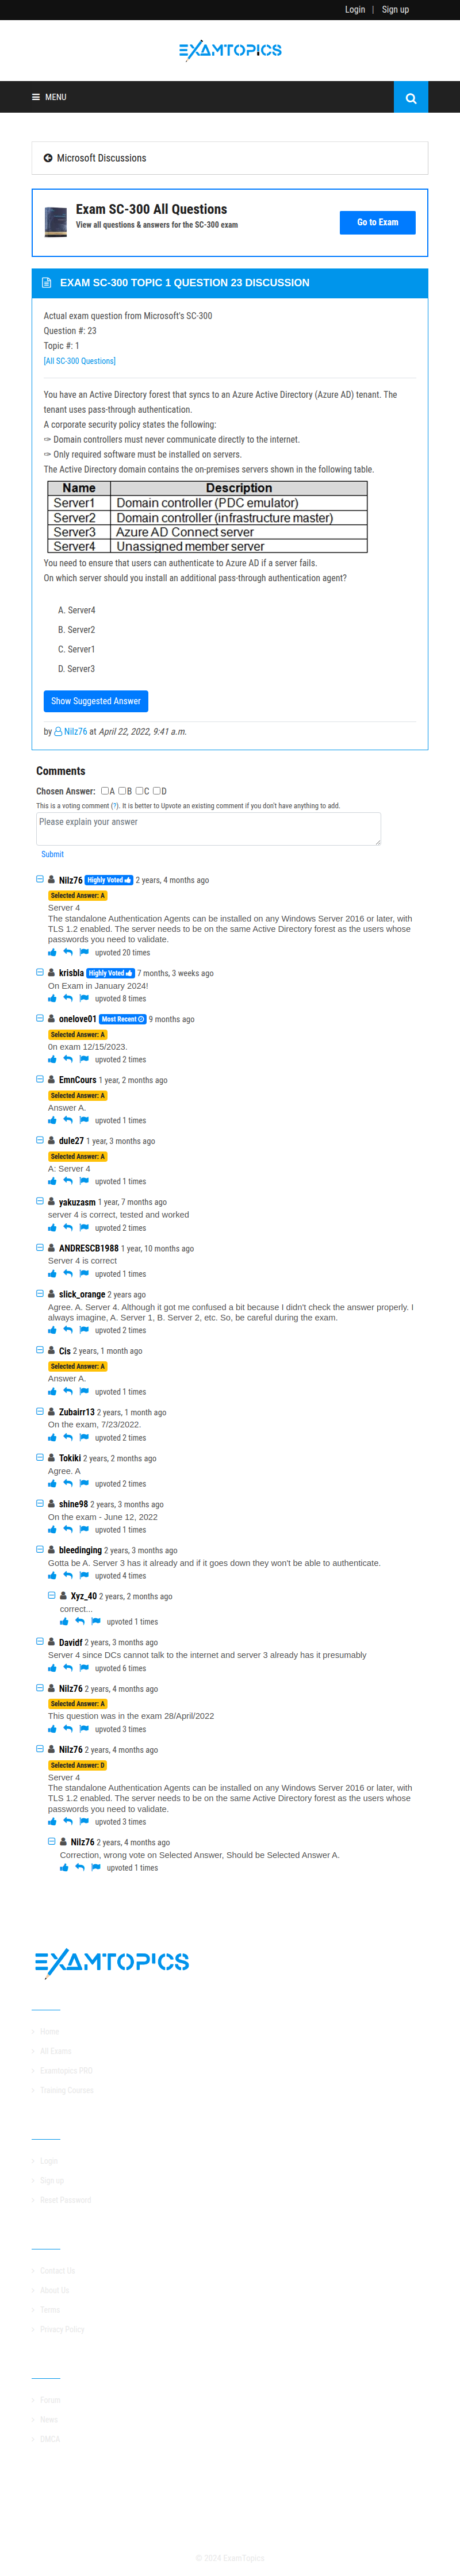 Login | Sign up
EXAMTOPICS
MENU
Microsoft Discussions
Exam SC-300 All Questions
View all questions & answers for the SC-300 exam
Go to Exam
EXAM SC-300 TOPIC 1 QUESTION 23 DISCUSSION
Actual exam question from Microsoft's SC-300
Question #: 23
Topic #: 1
[All SC-300 Questions]
You have an Active Directory forest that syncs to an Azure Active Directory (Azure AD) tenant. The
tenant uses pass-through authentication.
A corporate security policy states the following:
✑ Domain controllers must never communicate directly to the internet.
✑ Only required software must be installed on servers.
The Active Directory domain contains the on-premises servers shown in the following table.
Name Description
Server1 Domain controller (PDC emulator)
Server2 Domain controller (infrastructure master)
Server3 Azure AD Connect server
Server4 Unassigned member server
You need to ensure that users can authenticate to Azure AD if a server fails.
On which server should you install an additional pass-through authentication agent?
A. Server4
B. Server2
C. Server1
D. Server3
Show Suggested Answer
by Nilz76 at April 22, 2022, 9:41 a.m.
Comments
Chosen Answer: A B C D
This is a voting comment (?). It is better to Upvote an existing comment if you don't have anything to add.
Please explain your answer
Submit
Nilz76 Highly Voted 2 years, 4 months ago
Selected Answer: A
Server 4
The standalone Authentication Agents can be installed on any Windows Server 2016 or later, with
TLS 1.2 enabled. The server needs to be on the same Active Directory forest as the users whose
passwords you need to validate.
upvoted 20 times
krisbla Highly Voted 7 months, 3 weeks ago
On Exam in January 2024!
upvoted 8 times
onelove01 Most Recent 9 months ago
Selected Answer: A
0n exam 12/15/2023.
upvoted 2 times
EmnCours 1 year, 2 months ago
Selected Answer: A
Answer A.
upvoted 1 times
dule27 1 year, 3 months ago
Selected Answer: A
A: Server 4
upvoted 1 times
yakuzasm 1 year, 7 months ago
server 4 is correct, tested and worked
upvoted 2 times
ANDRESCB1988 1 year, 10 months ago
Server 4 is correct
upvoted 1 times
slick_orange 2 years ago
Agree. A. Server 4. Although it got me confused a bit because I didn't check the answer properly. I
always imagine, A. Server 1, B. Server 2, etc. So, be careful during the exam.
upvoted 2 times
Cis 2 years, 1 month ago
Selected Answer: A
Answer A.
upvoted 1 times
Zubairr13 2 years, 1 month ago
On the exam, 7/23/2022.
upvoted 2 times
Tokiki 2 years, 2 months ago
Agree. A
upvoted 2 times
shine98 2 years, 3 months ago
On the exam - June 12, 2022
upvoted 1 times
bleedinging 2 years, 3 months ago
Gotta be A. Server 3 has it already and if it goes down they won't be able to authenticate.
upvoted 4 times
Xyz_40 2 years, 2 months ago
correct...
upvoted 1 times
Davidf 2 years, 3 months ago
Server 4 since DCs cannot talk to the internet and server 3 already has it presumably
upvoted 6 times
Nilz76 2 years, 4 months ago
Selected Answer: A
This question was in the exam 28/April/2022
upvoted 3 times
Nilz76 2 years, 4 months ago
Selected Answer: D
Server 4
The standalone Authentication Agents can be installed on any Windows Server 2016 or later, with
TLS 1.2 enabled. The server needs to be on the same Active Directory forest as the users whose
passwords you need to validate.
upvoted 3 times
Nilz76 2 years, 4 months ago
Correction, wrong vote on Selected Answer, Should be Selected Answer A.
upvoted 1 times
EXAMTOPICS
Home
All Exams
Examtopics PRO
Training Courses
Login
Sign up
Reset Password
Contact Us
About Us
Terms
Privacy Policy
Forum
News
DMCA
© 2024 ExamTopics